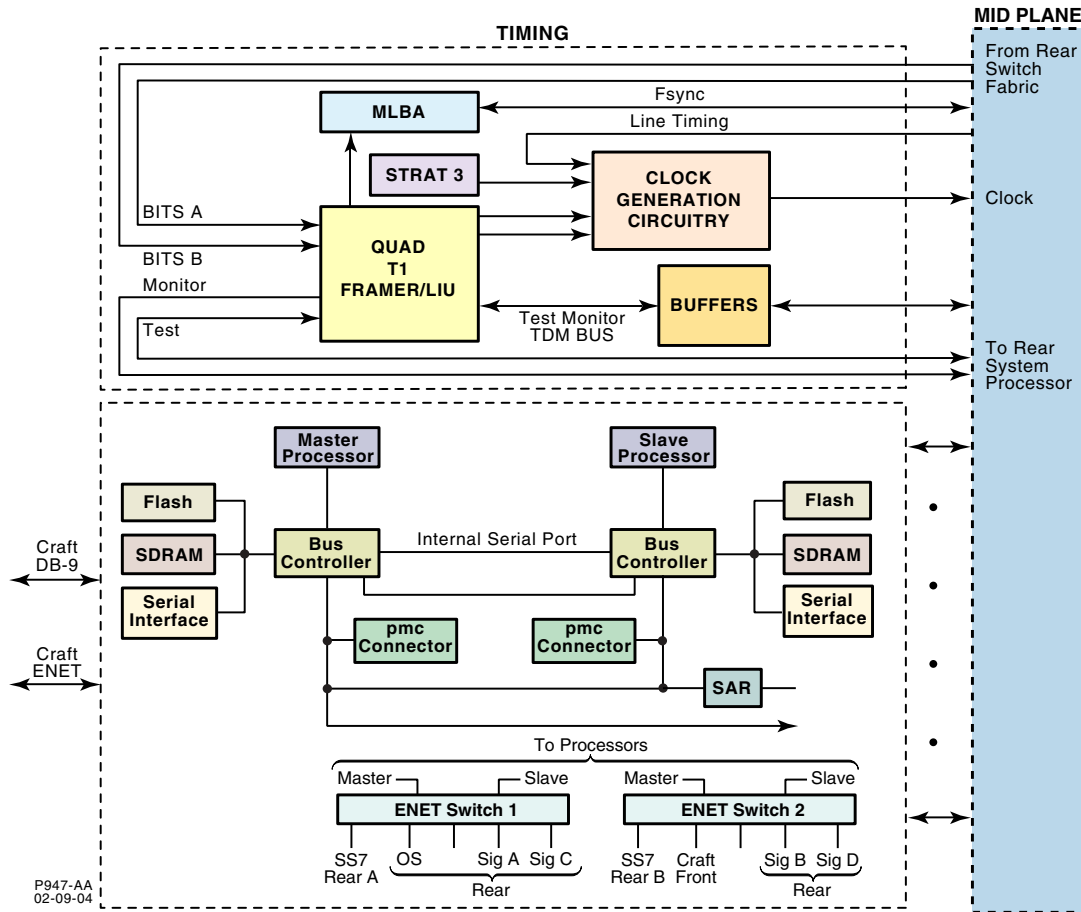 MID PLANE
TIMING
From Rear
Switch
Fabric
Fsync
MLBA
Line Timing
STRAT 3
CLOCK
GENERATION
CIRCUITRY
Clock
BITS A
BITS B
QUAD
T1
FRAMER/LIU
Monitor
Test
Test Monitor
TDM BUS
BUFFERS
To Rear
System
Processor
Master
Processor
Slave
Processor
Flash
SDRAM
Serial
Interface
Bus
Controller
Internal Serial Port
Bus
Controller
Flash
SDRAM
Serial
Interface
Craft
DB-9
Craft
ENET
pmc
Connector
pmc
Connector
SAR
To Processors
Master
Slave
Master
Slave
ENET Switch 1
ENET Switch 2
SS7
Rear A
OS
Sig A
Sig C
Rear
SS7
Rear B
Craft
Front
Sig B
Sig D
Rear
P947-AA
02-09-04